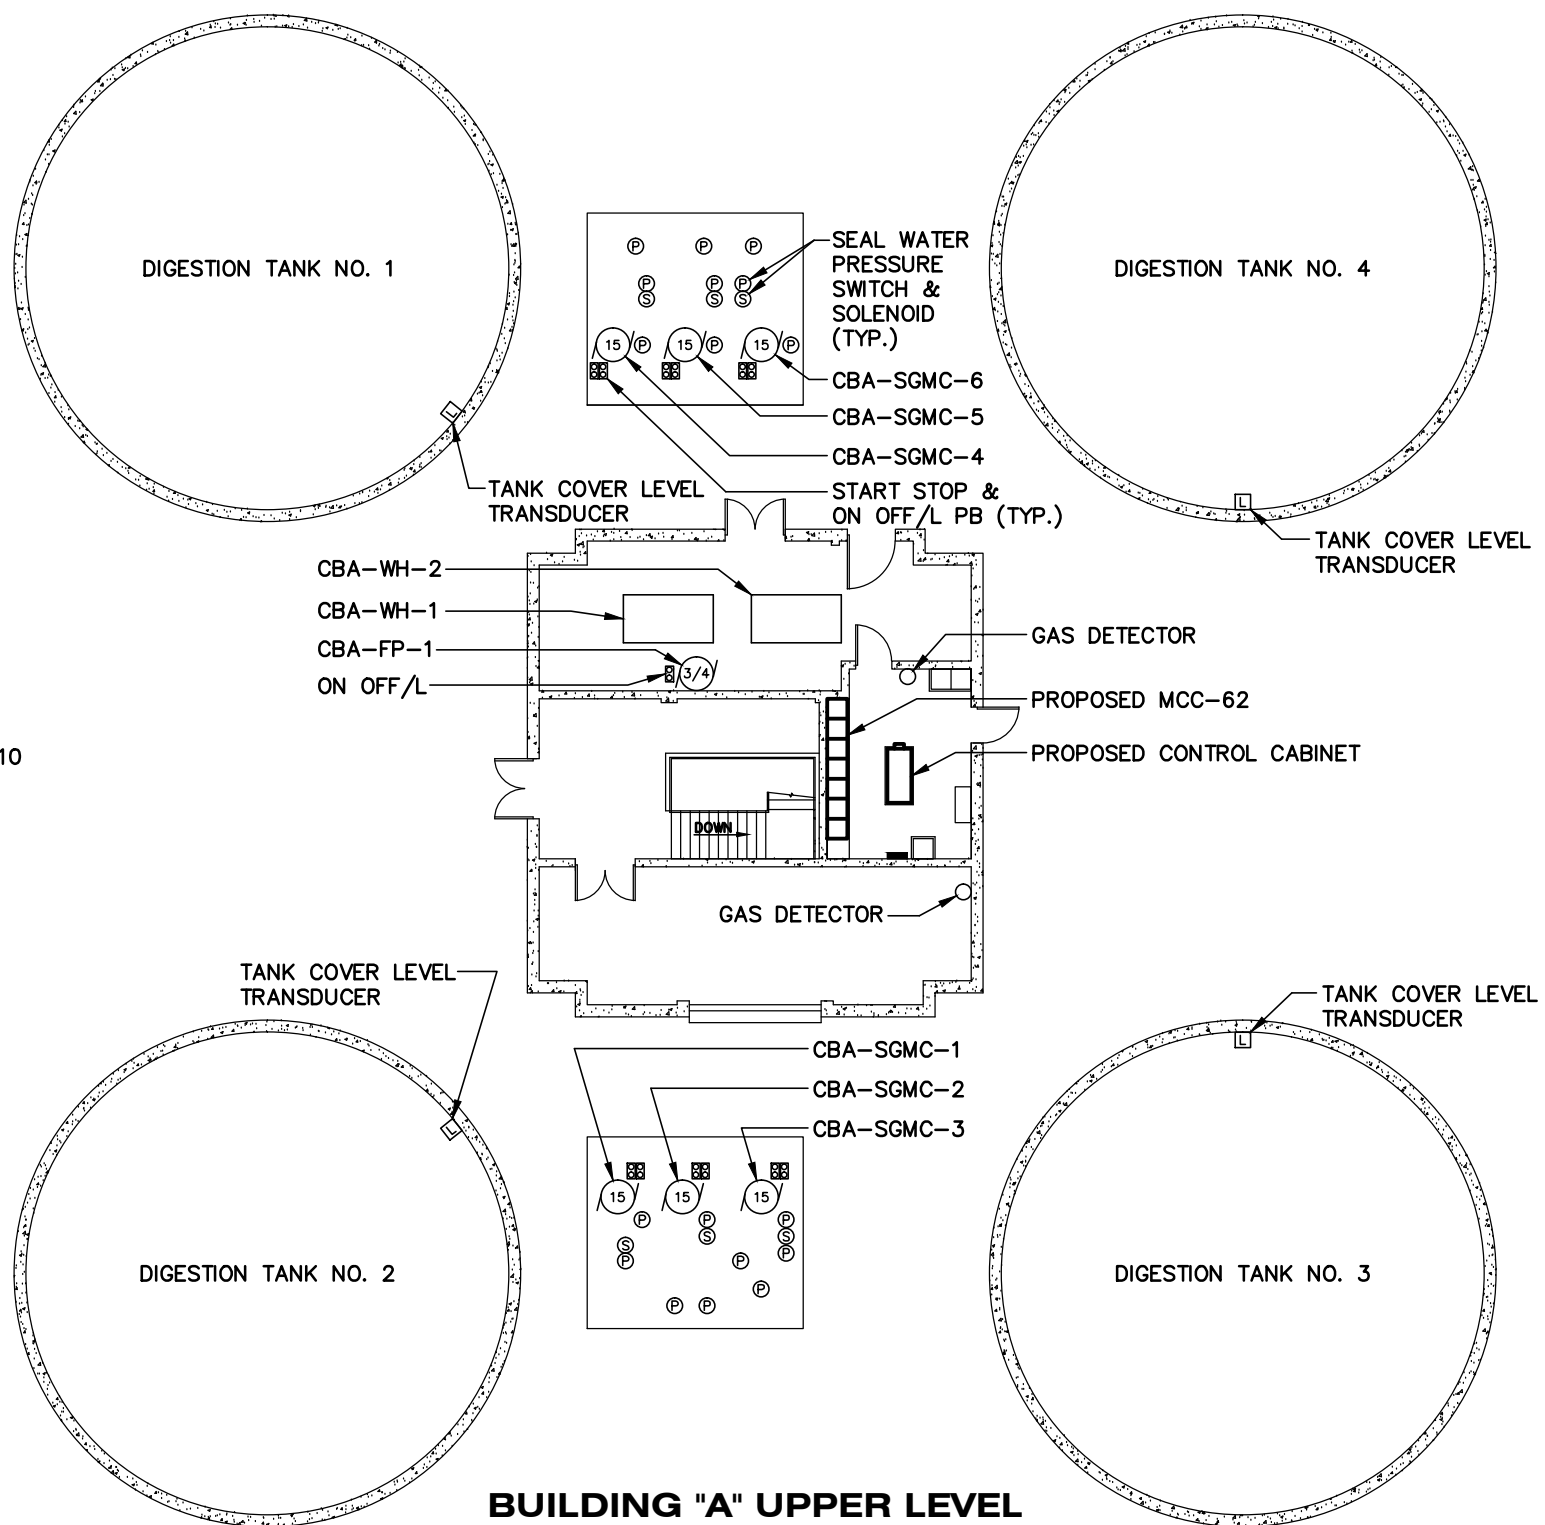 DIGESTION TANK NO. 1
DIGESTION TANK NO. 4
P
P
P
P
S
P
S
P
S
SEAL WATER
PRESSURE
SWITCH &
SOLENOID
(TYP.)
15
P
15
P
15
P
CBA-SGMC-6
CBA-SGMC-5
CBA-SGMC-4
START STOP &
ON OFF/L PB (TYP.)
L
TANK COVER LEVEL
TRANSDUCER
L
TANK COVER LEVEL
TRANSDUCER
CBA-WH-2
CBA-WH-1
CBA-FP-1
ON OFF/L
3/4
GAS DETECTOR
PROPOSED MCC-62
PROPOSED CONTROL CABINET
10
DOWN
GAS DETECTOR
TANK COVER LEVEL
TRANSDUCER
L
TANK COVER LEVEL
TRANSDUCER
L
CBA-SGMC-1
CBA-SGMC-2
CBA-SGMC-3
15
15
15
P
P
S
P
S
P
S
P
P
P
P
P
DIGESTION TANK NO. 2
DIGESTION TANK NO. 3
BUILDING "A" UPPER LEVEL